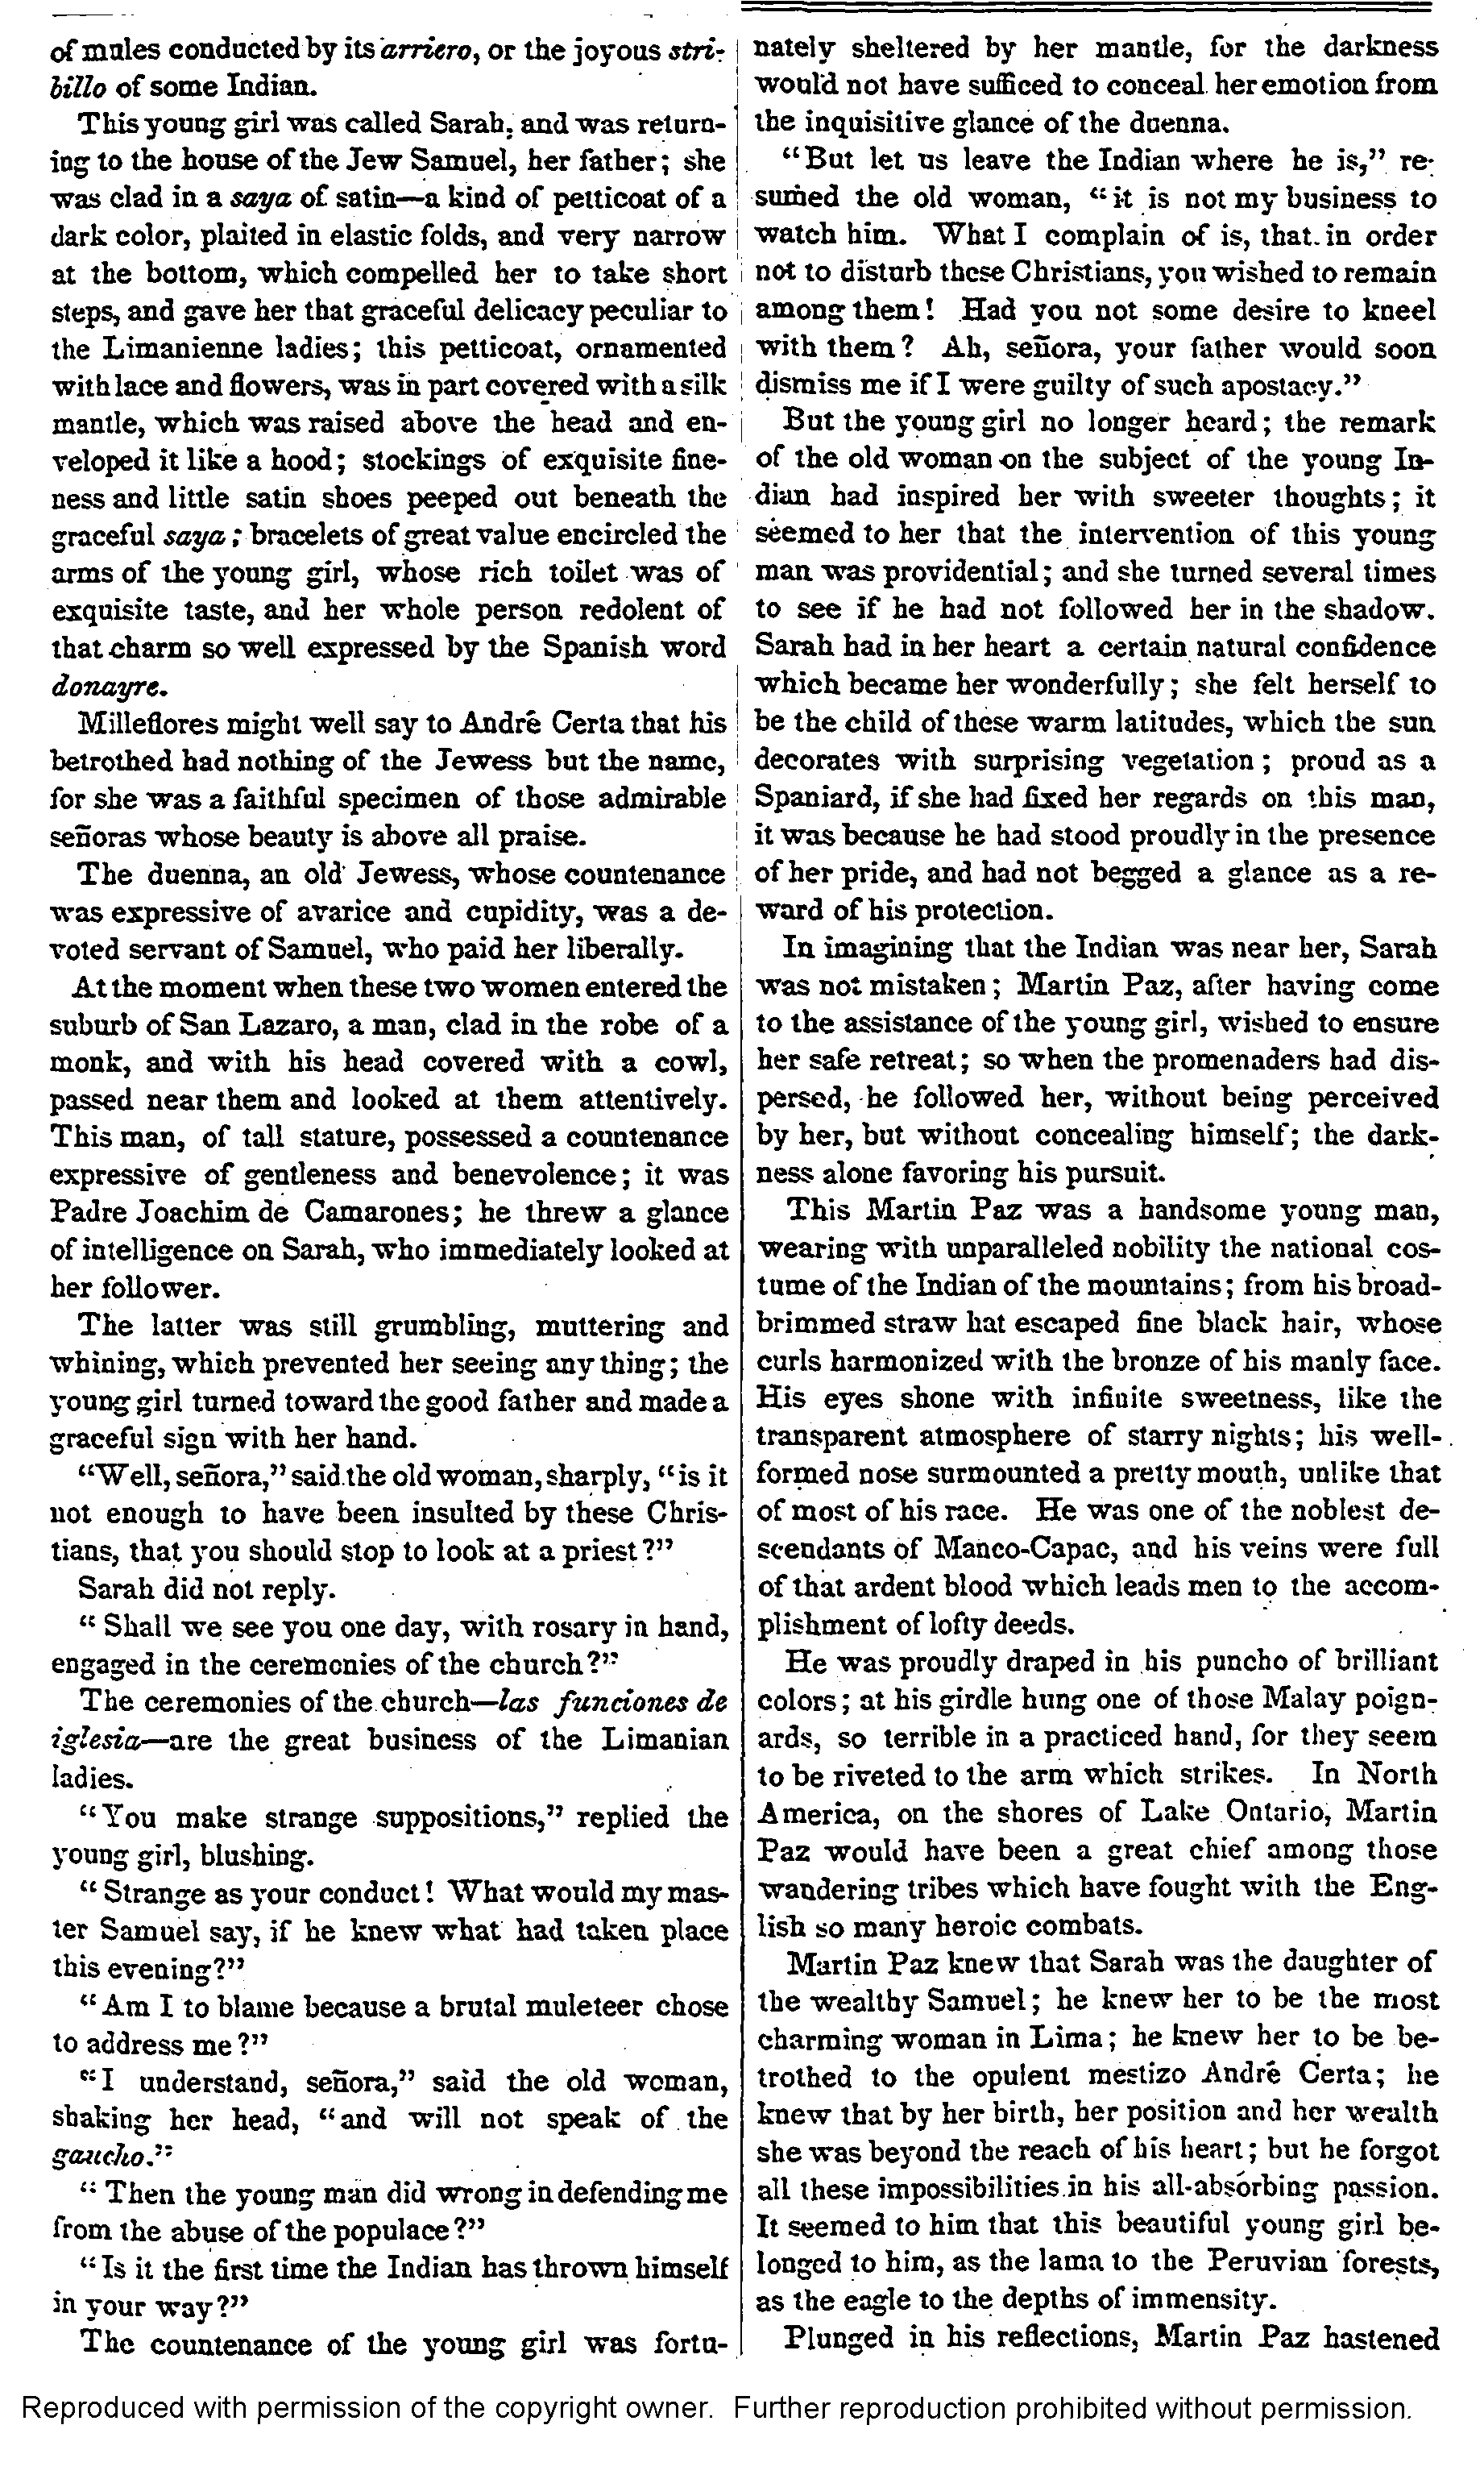 of mules conducted by its arriero, or the joyous stri-
billo of some Indian.
This young girl was called Sarah, and was return-
ing to the house of the Jew Samuel, her father; she
was clad in a saya of satin—a kind of petticoat of a
dark color, plaited in elastic folds, and very narrow
at the bottom, which compelled her to take short
steps, and gave her that graceful delicacy peculiar to
the Limanienne ladies; this petticoat, ornamented
with lace and flowers, was in part covered with a silk
mantle, which was raised above the head and en-
veloped it like a hood; stockings of exquisite fine-
ness and little satin shoes peeped out beneath the
graceful saya; bracelets of great value encircled the
arms of the young girl, whose rich toilet was of
exquisite taste, and her whole person redolent of
that charm so well expressed by the Spanish word
donayre.
Milleflores might well say to André Certa that his
betrothed had nothing of the Jewess but the name,
for she was a faithful specimen of those admirable
señoras whose beauty is above all praise.
The duenna, an old Jewess, whose countenance
was expressive of avarice and cupidity, was a de-
voted servant of Samuel, who paid her liberally.
At the moment when these two women entered the
suburb of San Lazaro, a man, clad in the robe of a
monk, and with his head covered with a cowl,
passed near them and looked at them attentively.
This man, of tall stature, possessed a countenance
expressive of gentleness and benevolence; it was
Padre Joachim de Camarones; he threw a glance
of intelligence on Sarah, who immediately looked at
her follower.
The latter was still grumbling, muttering and
whining, which prevented her seeing any thing; the
young girl turned toward the good father and made a
graceful sign with her hand.
"Well, señora," said the old woman, sharply, "is it
not enough to have been insulted by these Chris-
tians, that you should stop to look at a priest?"
Sarah did not reply.
"Shall we see you one day, with rosary in hand,
engaged in the ceremonies of the church?"
The ceremonies of the church—las funciones de
iglesia—are the great business of the Limanian
ladies.
"You make strange suppositions," replied the
young girl, blushing.
"Strange as your conduct! What would my mas-
ter Samuel say, if he knew what had taken place
this evening?"
"Am I to blame because a brutal muleteer chose
to address me?"
"I understand, señora," said the old woman,
shaking her head, "and will not speak of the
gaucho."
"Then the young man did wrong in defending me
from the abuse of the populace?"
"Is it the first time the Indian has thrown himself
in your way?"
The countenance of the young girl was fortu-
nately sheltered by her mantle, for the darkness
would not have sufficed to conceal her emotion from
the inquisitive glance of the duenna.
"But let us leave the Indian where he is," re-
sumed the old woman, "it is not my business to
watch him. What I complain of is, that in order
not to disturb these Christians, you wished to remain
among them! Had you not some desire to kneel
with them? Ah, señora, your father would soon
dismiss me if I were guilty of such apostacy."
But the young girl no longer heard; the remark
of the old woman on the subject of the young In-
dian had inspired her with sweeter thoughts; it
seemed to her that the intervention of this young
man was providential; and she turned several times
to see if he had not followed her in the shadow.
Sarah had in her heart a certain natural confidence
which became her wonderfully; she felt herself to
be the child of these warm latitudes, which the sun
decorates with surprising vegetation; proud as a
Spaniard, if she had fixed her regards on this man,
it was because he had stood proudly in the presence
of her pride, and had not begged a glance as a re-
ward of his protection.
In imagining that the Indian was near her, Sarah
was not mistaken; Martin Paz, after having come
to the assistance of the young girl, wished to ensure
her safe retreat; so when the promenaders had dis-
persed, he followed her, without being perceived
by her, but without concealing himself; the dark-
ness alone favoring his pursuit.
This Martin Paz was a handsome young man,
wearing with unparalleled nobility the national cos-
tume of the Indian of the mountains; from his broad-
brimmed straw hat escaped fine black hair, whose
curls harmonized with the bronze of his manly face.
His eyes shone with infinite sweetness, like the
transparent atmosphere of starry nights; his well-
formed nose surmounted a pretty mouth, unlike that
of most of his race. He was one of the noblest de-
scendants of Manco-Capac, and his veins were full
of that ardent blood which leads men to the accom-
plishment of lofty deeds.
He was proudly draped in his puncho of brilliant
colors; at his girdle hung one of those Malay poign-
ards, so terrible in a practiced hand, for they seem
to be riveted to the arm which strikes. In North
America, on the shores of Lake Ontario, Martin
Paz would have been a great chief among those
wandering tribes which have fought with the Eng-
lish so many heroic combats.
Martin Paz knew that Sarah was the daughter of
the wealthy Samuel; he knew her to be the most
charming woman in Lima; he knew her to be be-
trothed to the opulent mestizo André Certa; he
knew that by her birth, her position and her wealth
she was beyond the reach of his heart; but he forgot
all these impossibilities in his all-absorbing passion.
It seemed to him that this beautiful young girl be-
longed to him, as the lama to the Peruvian forests,
as the eagle to the depths of immensity.
Plunged in his reflections, Martin Paz hastened
Reproduced with permission of the copyright owner. Further reproduction prohibited without permission.